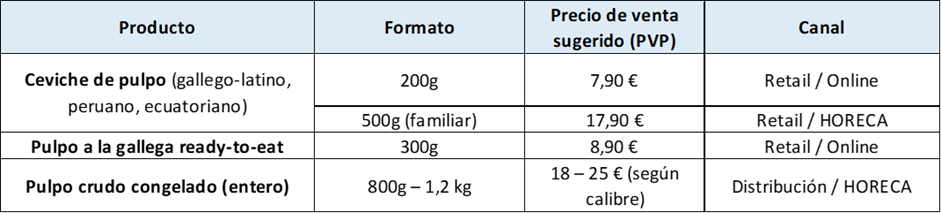 Producto Formato Precio de venta sugerido (PVP) Canal
Ceviche de pulpo (gallego-latino, peruano, ecuatoriano) 200g 7,90 € Retail / Online
500g (familiar) 17,90 € Retail / HORECA
Pulpo a la gallega ready-to-eat 300g 8,90 € Retail / Online
Pulpo crudo congelado (entero) 800g – 1,2 kg 18 – 25 € (según calibre) Distribución / HORECA